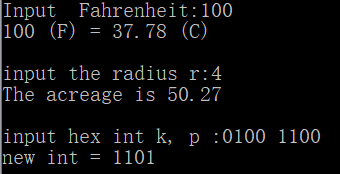 Input  Fahrenheit:100
100 (F) = 37.78 (C)
input the radius r:4
The acreage is 50.27
input hex int k, p :0100 1100
new int = 1101